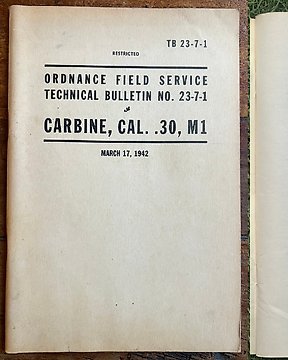 TB 23-7-1
RESTRICTED
ORDNANCE FIELD SERVICE
TECHNICAL BULLETIN NO. 23-7-1
CARBINE, CAL. .30, M1
MARCH 17, 1942